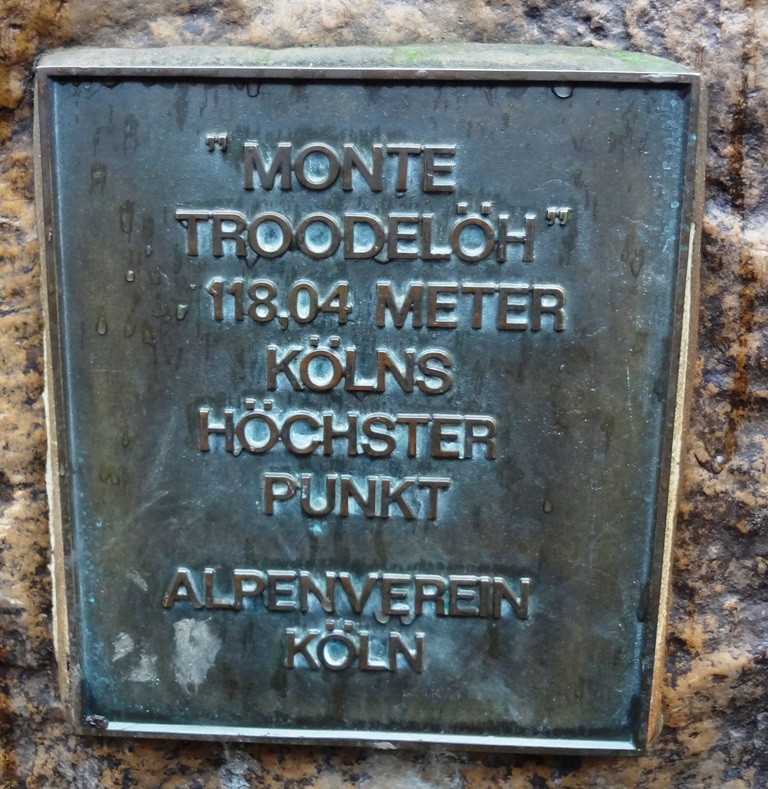 "MONTE
TROODELÖH"
118,04 METER
KÖLNS
HÖCHSTER
PUNKT
ALPENVEREIN
KÖLN